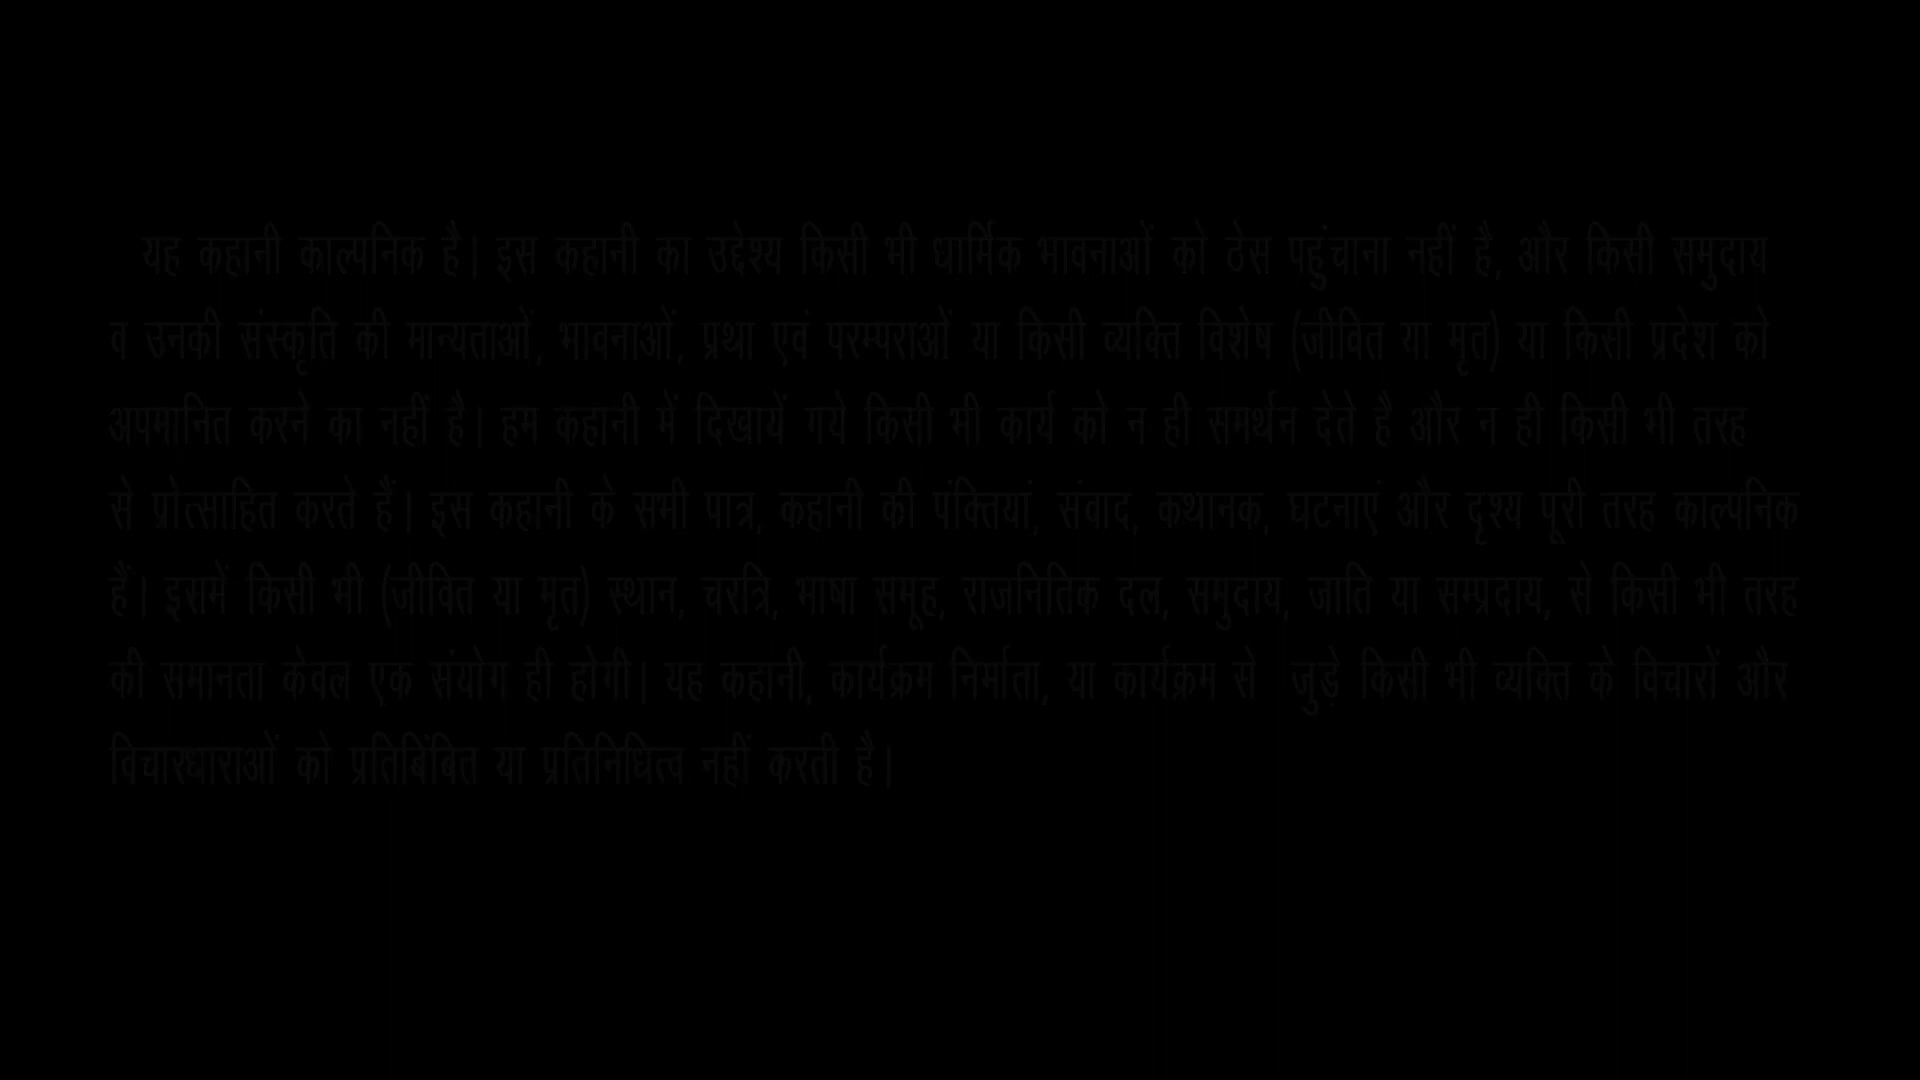 यह कहानी काल्पनिक है। इस कहानी का उद्देश्य किसी भी धार्मिक भावनाओं को ठेस पहुंचाना नहीं है, और किसी समुदाय
व उनकी संस्कृति की मान्यताओं, भावनाओं, प्रथा एवं परम्पराओं या किसी व्यक्ति विशेष (जीवित या मृत) या किसी प्रदेश को
अपमानित करने का नहीं है। हम कहानी में दिखायें गये किसी भी कार्य को न ही समर्थन देते है और न ही किसी भी तरह
से प्रोत्साहित करते हैं। इस कहानी के सभी पात्र, कहानी की पंक्तियां, संवाद, कथानक, घटनाएं और दृश्य पूरी तरह काल्पनिक
हैं। इसमें किसी भी (जीवित या मृत) स्थान, चरित्र, भाषा समूह, राजनितिक दल, समुदाय, जाति या सम्प्रदाय, से किसी भी तरह
की समानता केवल एक संयोग ही होगी। यह कहानी, कार्यक्रम निर्माता, या कार्यक्रम से जुड़े किसी भी व्यक्ति के विचारों और
विचारधाराओं को प्रतिबिंबित या प्रतिनिधित्व नहीं करती है।